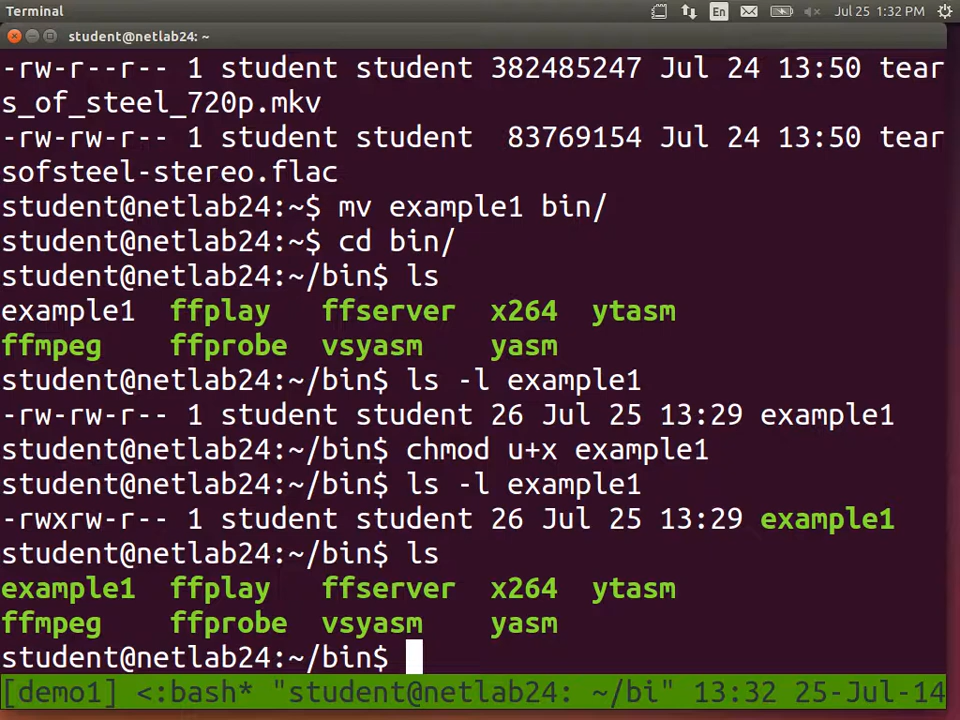 Terminal
En
Jul 25 1:32 PM
student@netlab24: ~
-rw-r--r-- 1 student student 382485247 Jul 24 13:50 tear
s_of_steel_720p.mkv
-rw-rw-r-- 1 student student  83769154 Jul 24 13:50 tear
sofsteel-stereo.flac
student@netlab24:~$ mv example1 bin/
student@netlab24:~$ cd bin/
student@netlab24:~/bin$ ls
example1  ffplay   ffserver  x264  ytasm
ffmpeg    ffprobe  vsyasm    yasm
student@netlab24:~/bin$ ls -l example1
-rw-rw-r-- 1 student student 26 Jul 25 13:29 example1
student@netlab24:~/bin$ chmod u+x example1
student@netlab24:~/bin$ ls -l example1
-rwxrw-r-- 1 student student 26 Jul 25 13:29 example1
student@netlab24:~/bin$ ls
example1  ffplay   ffserver  x264  ytasm
ffmpeg    ffprobe  vsyasm    yasm
student@netlab24:~/bin$
[demo1] <:bash* "student@netlab24: ~/bi" 13:32 25-Jul-14